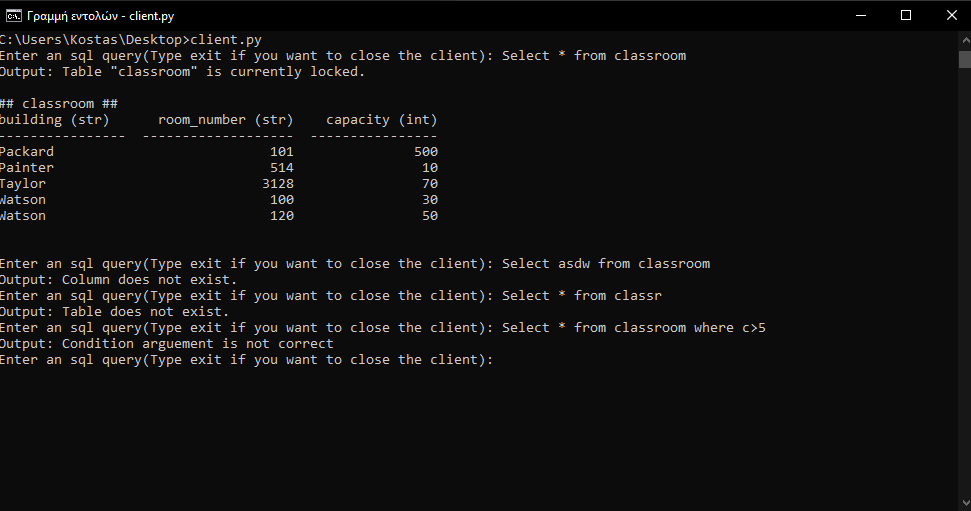 Γραμμή εντολών - client.py
C:\Users\Kostas\Desktop>client.py
Enter an sql query(Type exit if you want to close the client): Select * from classroom
Output: Table "classroom" is currently locked.
## classroom ##
building (str) room_number (str) capacity (int)
---------------- ------------------- ----------------
Packard 101 500
Painter 514 10
Taylor 3128 70
Watson 100 30
Watson 120 50
Enter an sql query(Type exit if you want to close the client): Select asdw from classroom
Output: Column does not exist.
Enter an sql query(Type exit if you want to close the client): Select * from classr
Output: Table does not exist.
Enter an sql query(Type exit if you want to close the client): Select * from classroom where c>5
Output: Condition arguement is not correct
Enter an sql query(Type exit if you want to close the client):